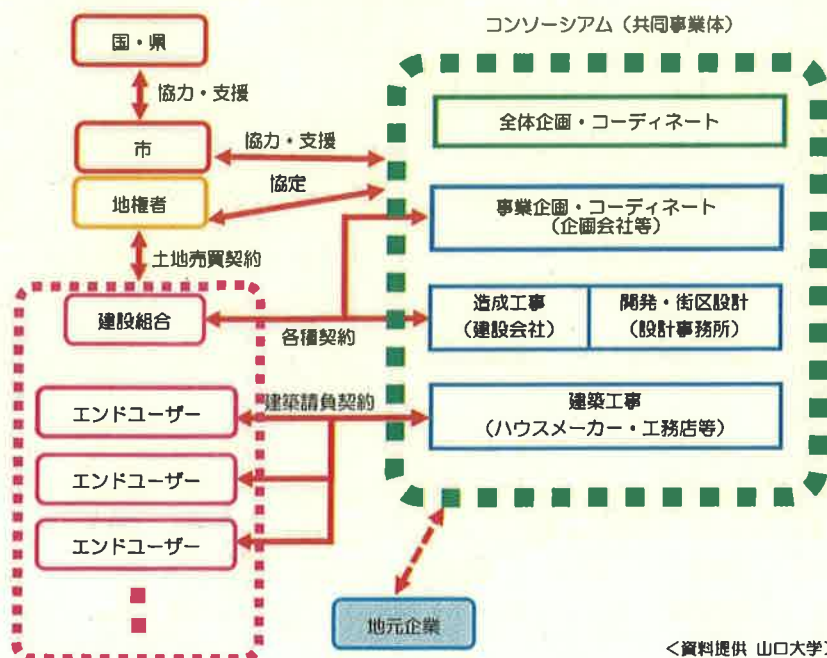 コンソーシアム（共同事業体）
国・県
協力・支援
全体企画・コーディネート
市
協力・支援
協定
地権者
事業企画・コーディネート
（企画会社等）
土地売買契約
建設組合
各種契約
造成工事
（建設会社）
開発・街区設計
（設計事務所）
建築請負契約
エンドユーザー
建築工事
（ハウスメーカー・工務店等）
エンドユーザー
エンドユーザー
地元企業
＜資料提供 山口大学＞